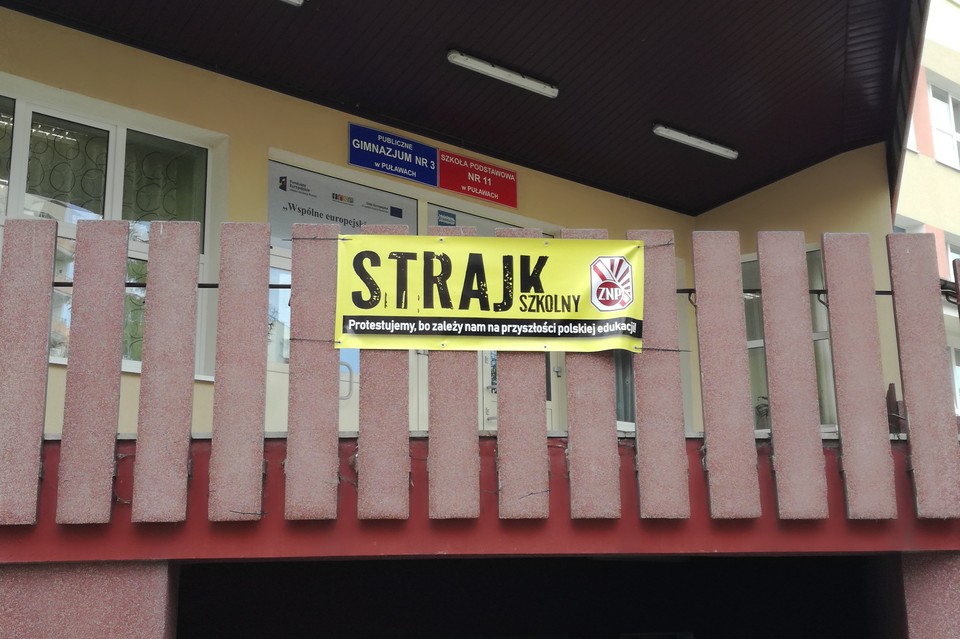 PUBLICZNE
GIMNAZJUM NR 3
w PUŁAWACH
SZKOŁA PODSTAWOWA
NR 11
w PUŁAWACH
„Wspólne
STRAJK
SZKOLNY
ZNP
Protestujemy, bo zależy nam na przyszłości polskiej edukacji!